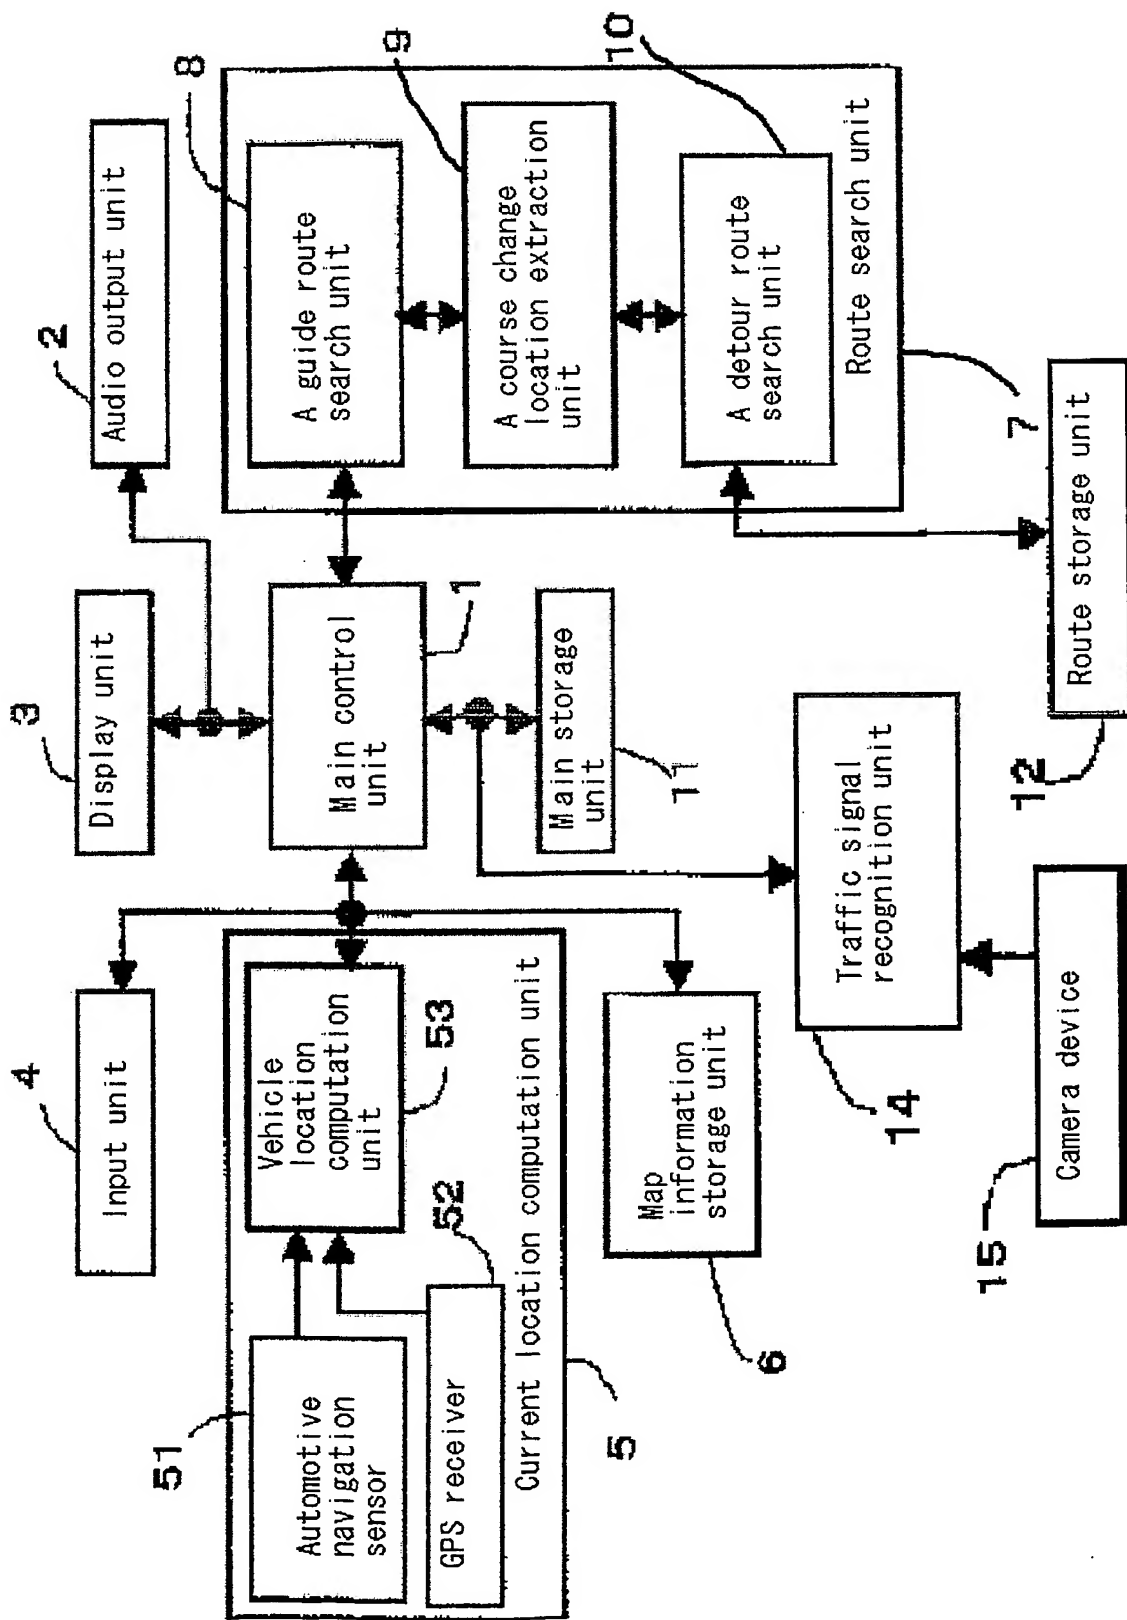 4
Input unit
3
Display unit
2
Audio output unit
51
Automotive
navigation
sensor
GPS receiver
52
Vehicle
location
computation
unit
53
Current location computation unit
5
Main control
unit
1
8
A guide route
search unit
9
A course change
location extraction
unit
10
A detour route
search unit
Route search unit
7
Map
information
storage unit
6
Main storage
unit
11
Traffic signal
recognition unit
14
Camera device
15
Route storage unit
12